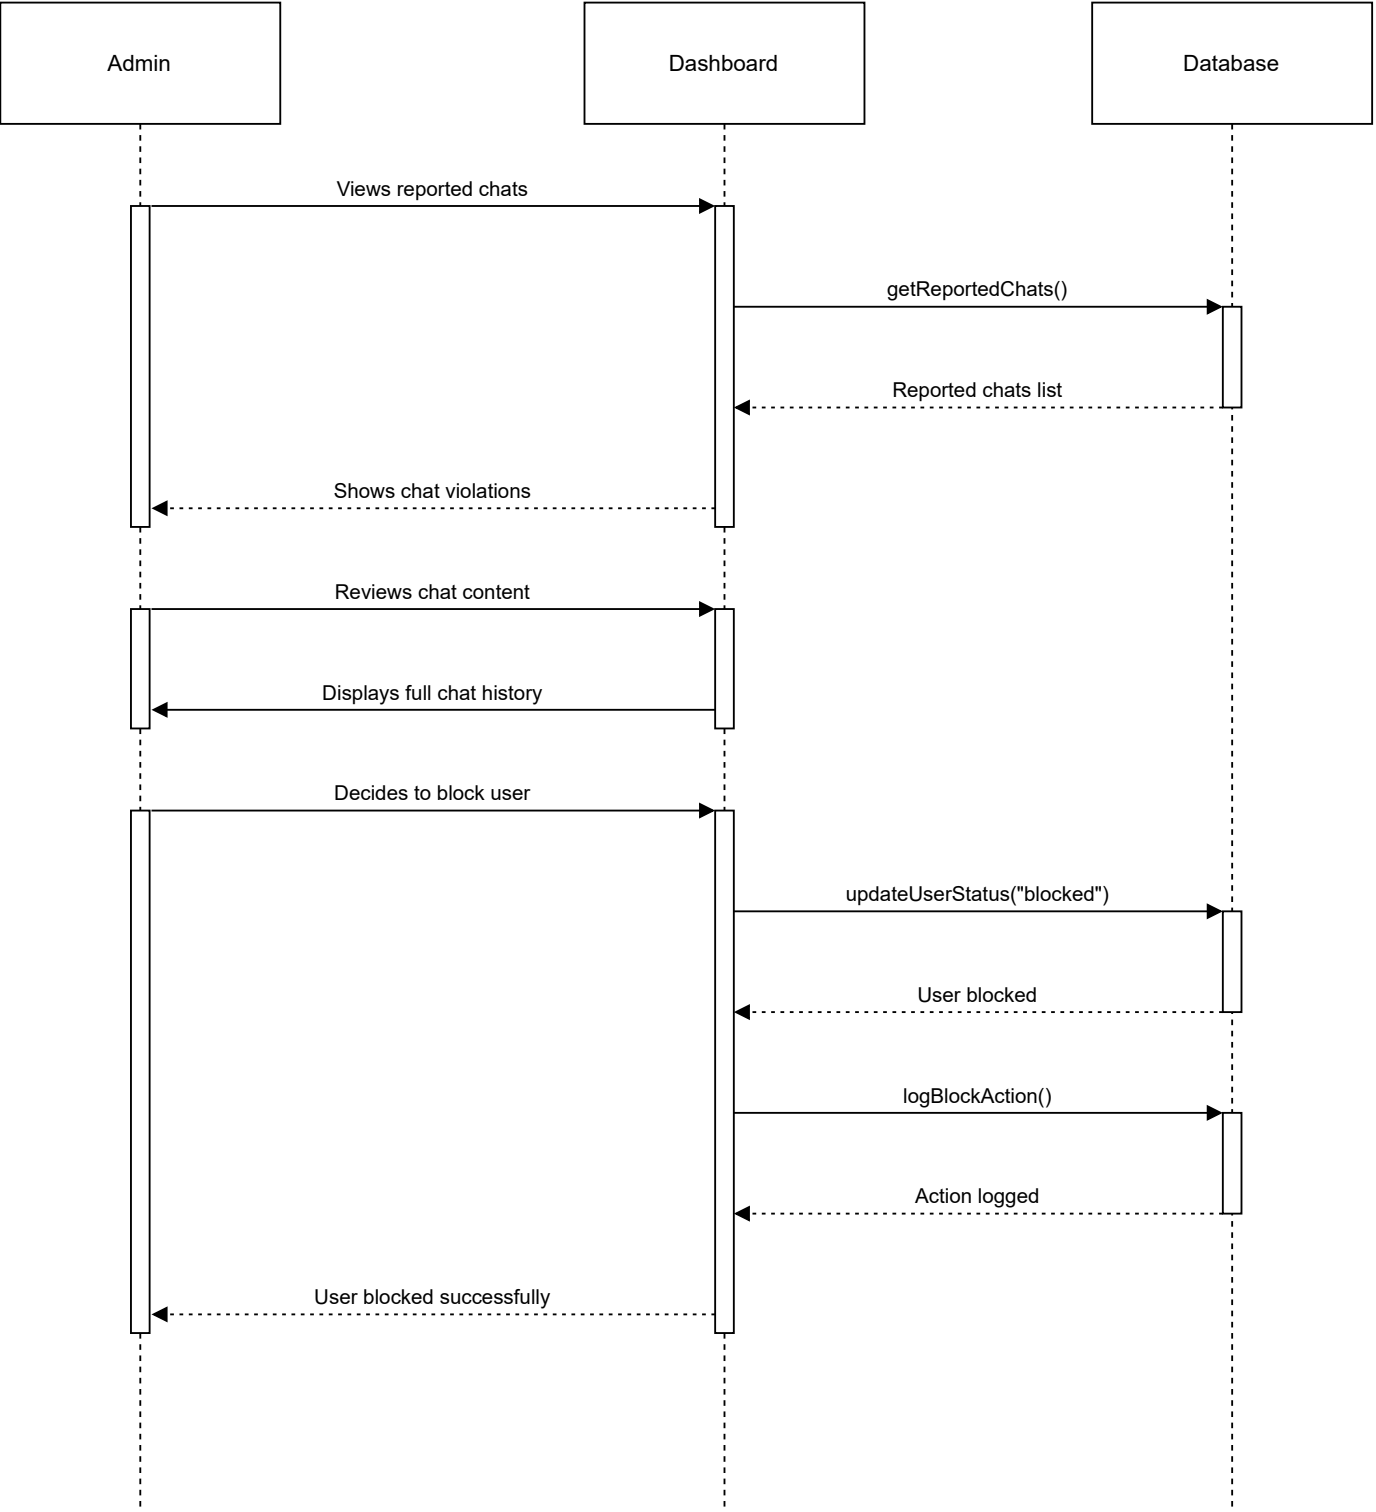 Admin
Dashboard
Database
Views reported chats
getReportedChats()
Reported chats list
Shows chat violations
Reviews chat content
Displays full chat history
Decides to block user
updateUserStatus("blocked")
User blocked
logBlockAction()
Action logged
User blocked successfully